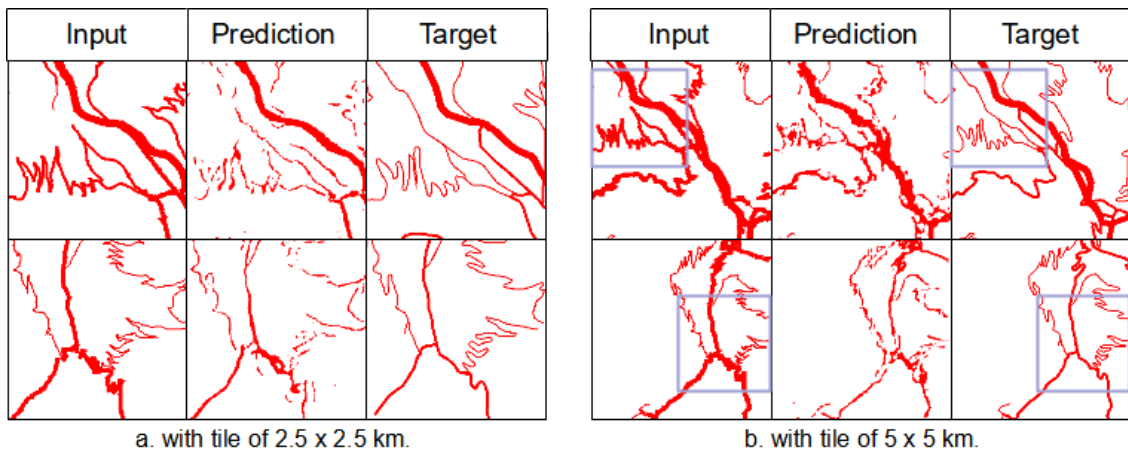 Input Prediction Target
Input Prediction Target
a. with tile of 2.5 x 2.5 km.
b. with tile of 5 x 5 km.